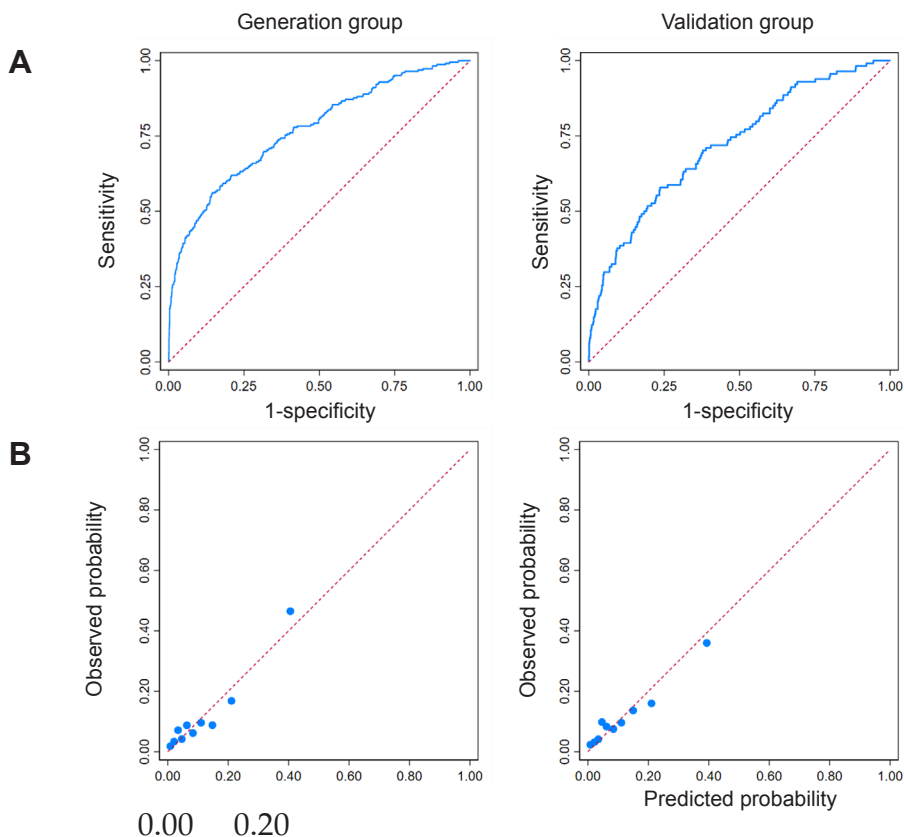 Generation group
Validation group
A
Sensitivity
0.00 0.25 0.50 0.75 1.00
0.00 0.25 0.50 0.75 1.00
1-specificity
Sensitivity
0.00 0.25 0.50 0.75 1.00
0.00 0.25 0.50 0.75 1.00
1-specificity
B
Observed probability
0.00 0.20 0.40 0.60 0.80 1.00
0.00 0.20 0.40 0.60 0.80 1.00
Observed probability
0.00 0.20 0.40 0.60 0.80 1.00
0.00 0.20 0.40 0.60 0.80 1.00
Predicted probability
0.00 0.20